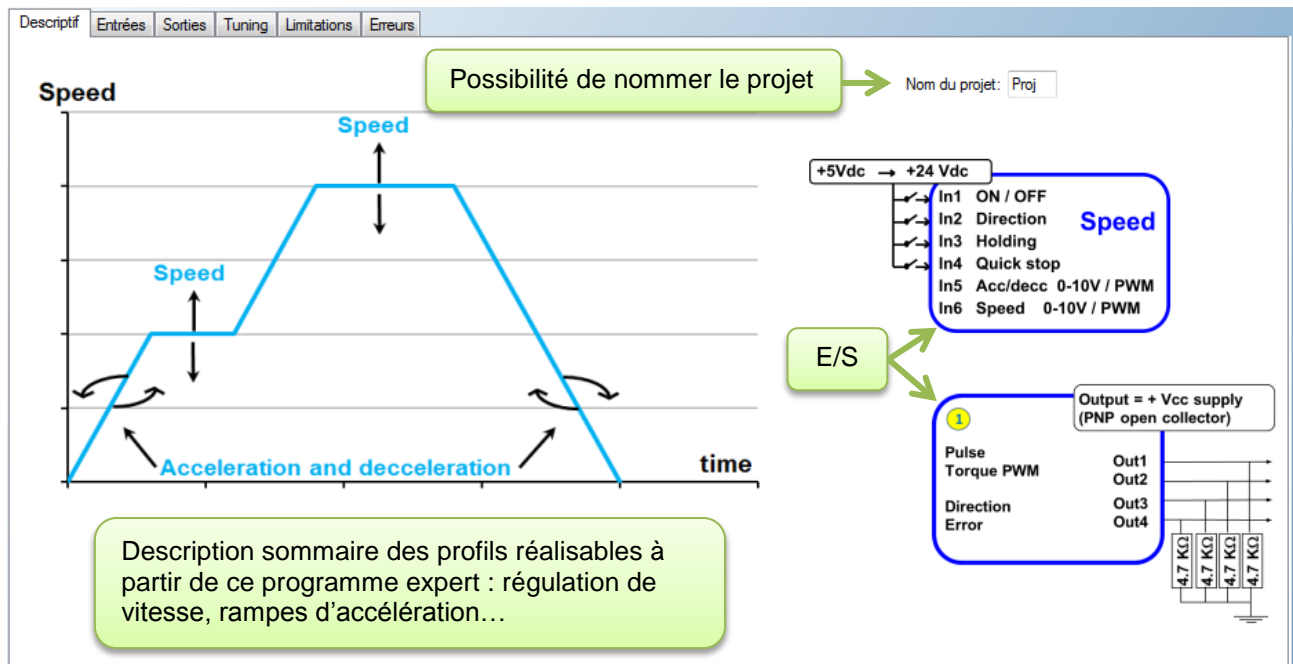 Descriptif Entrées Sorties Tuning Limitations Erreurs
Possibilité de nommer le projet
Nom du projet: Proj
Speed
Speed
Speed
Acceleration and decceleration
time
+5Vdc → +24 Vdc
In1 ON / OFF
In2 Direction
In3 Holding
In4 Quick stop
In5 Acc/decc 0-10V / PWM
In6 Speed 0-10V / PWM
Speed
E/S
Output = + Vcc supply
(PNP open collector)
1
Pulse
Torque PWM
Direction
Error
Out1
Out2
Out3
Out4
4.7 KΩ
4.7 KΩ
4.7 KΩ
4.7 KΩ
Description sommaire des profils réalisables à
partir de ce programme expert : régulation de
vitesse, rampes d’accélération…